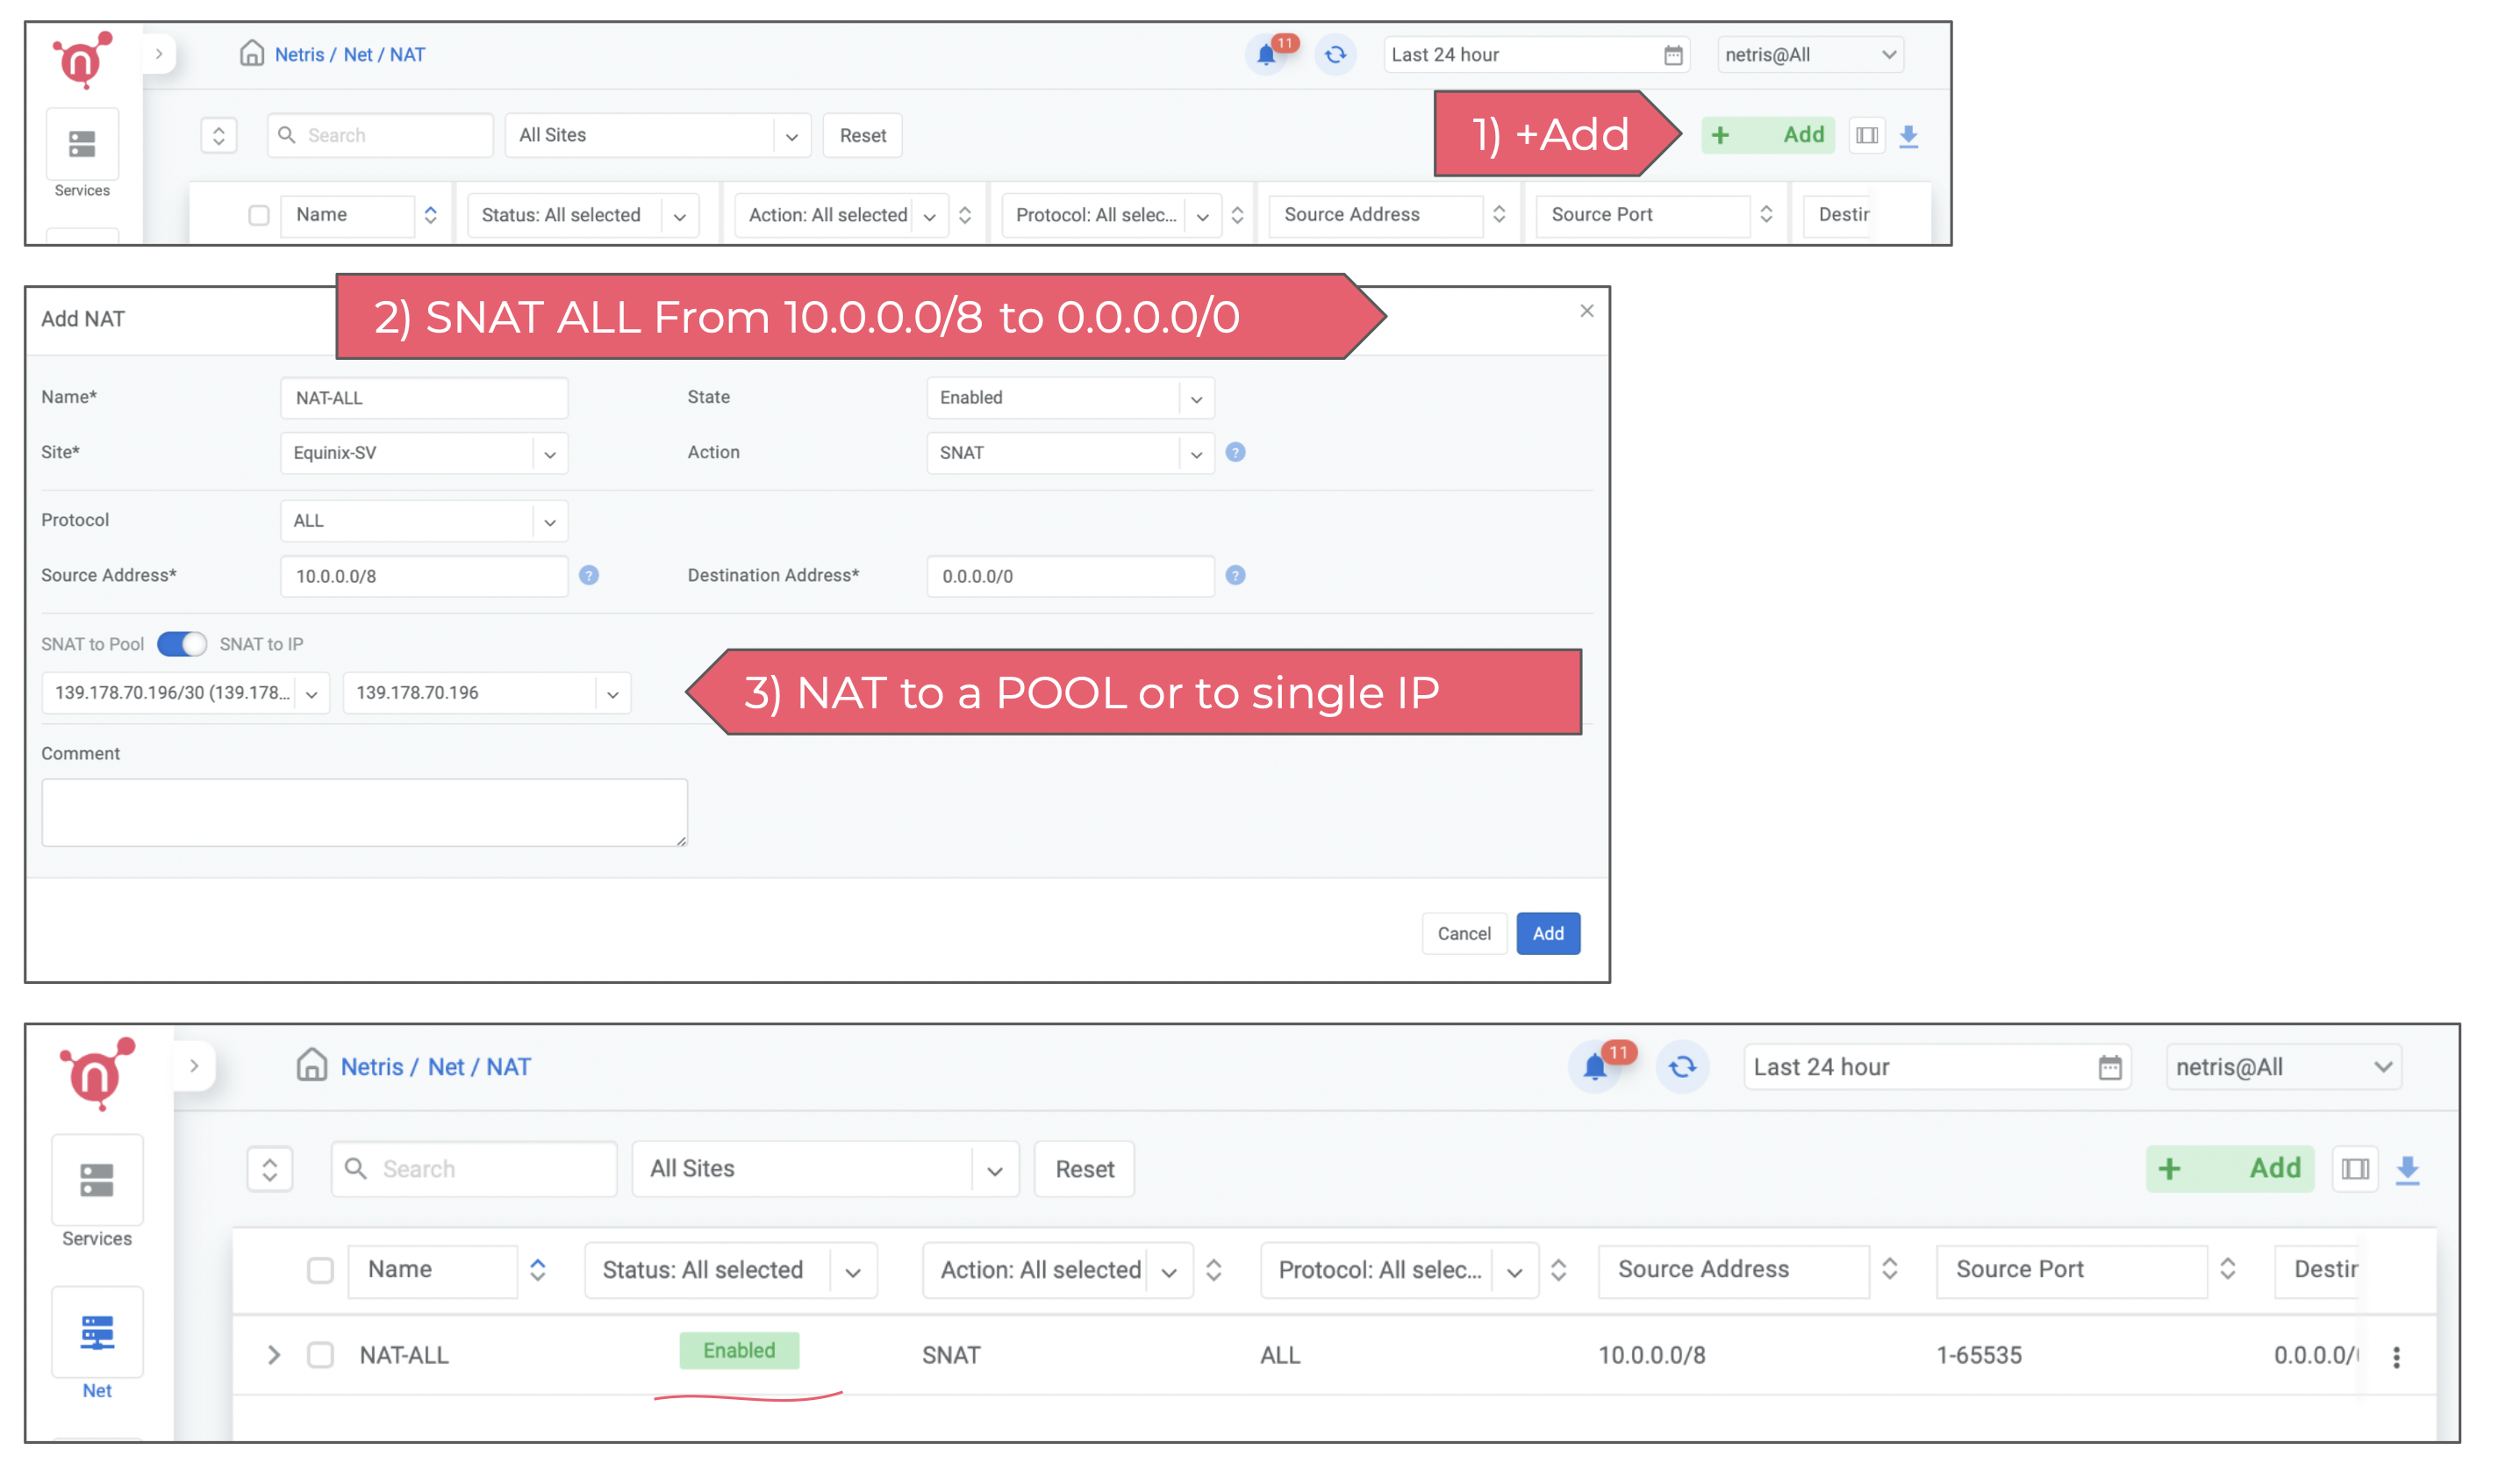 Netris / Net / NAT
11
Last 24 hour
netris@All
Search
All Sites
Reset
1) +Add
+ Add
Services
Name
Status: All selected
Action: All selected
Protocol: All selec...
Source Address
Source Port
Destir
Add NAT
2) SNAT ALL From 10.0.0.0/8 to 0.0.0.0/0
×
Name*
NAT-ALL
State
Enabled
Site*
Equinix-SV
Action
SNAT
?
Protocol
ALL
Source Address*
10.0.0.0/8
?
Destination Address*
0.0.0.0/0
?
SNAT to Pool
SNAT to IP
139.178.70.196/30 (139.178...
139.178.70.196
3) NAT to a POOL or to single IP
Comment
Cancel
Add
Netris / Net / NAT
11
Last 24 hour
netris@All
Search
All Sites
Reset
+ Add
Services
Name
Status: All selected
Action: All selected
Protocol: All selec...
Source Address
Source Port
Destir
NAT-ALL
Enabled
SNAT
ALL
10.0.0.0/8
1-65535
0.0.0.0/
Net